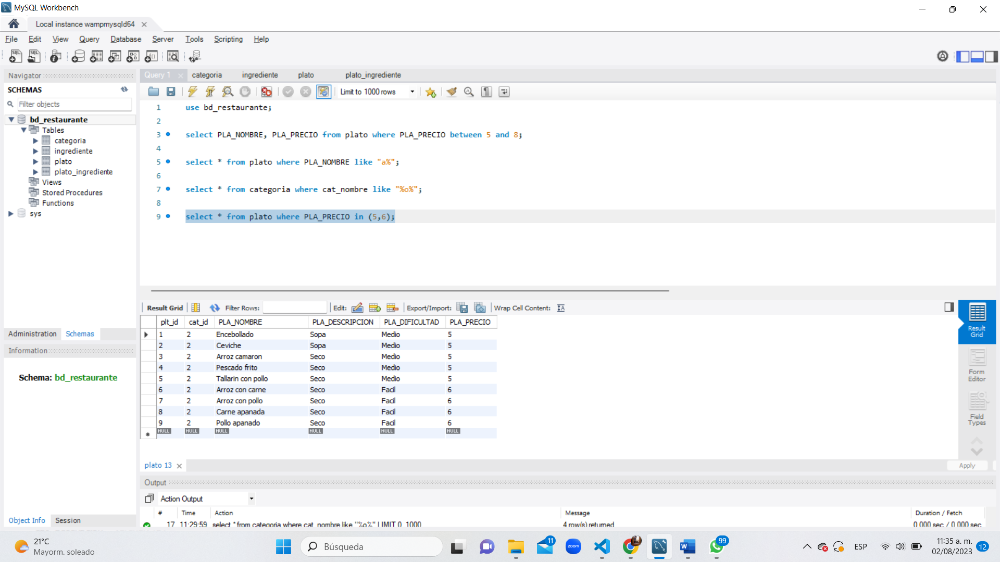 MySQL Workbench
Local instance wampmysqld64
File Edit View Query Database Server Tools Scripting Help
Navigator
SCHEMAS
Filter objects
bd_restaurante
Tables
categoria
ingrediente
plato
plato_ingrediente
Views
Stored Procedures
Functions
sys
Administration Schemas
Information
Schema: bd_restaurante
Object Info Session
Query 1 categoria ingrediente plato plato_ingrediente
Limit to 1000 rows
1 use bd_restaurante;
2
3 select PLA_NOMBRE, PLA_PRECIO from plato where PLA_PRECIO between 5 and 8;
4
5 select * from plato where PLA_NOMBRE like "a%";
6
7 select * from categoria where cat_nombre like "%o%";
8
9 select * from plato where PLA_PRECIO in (5,6);
Result Grid Filter Rows: Edit: Export/Import: Wrap Cell Content:
plt_id cat_id PLA_NOMBRE PLA_DESCRIPCION PLA_DIFICULTAD PLA_PRECIO
1 2 Encebollado Sopa Medio 5
2 2 Ceviche Sopa Medio 5
3 2 Arroz camaron Seco Medio 5
4 2 Pescado frito Seco Medio 5
5 2 Tallarin con pollo Seco Medio 5
6 2 Arroz con carne Seco Facil 6
7 2 Arroz con pollo Seco Facil 6
8 2 Carne apanada Seco Facil 6
9 2 Pollo apanado Seco Facil 6
NULL NULL NULL NULL NULL NULL
Result
Grid
Form
Editor
Field
Types
plato 13
Apply
Output
Action Output
# Time Action Message Duration / Fetch
17 11:29:59 select * from categoria where cat_nombre like "%o%" LIMIT 0, 1000 4 row(s) returned 0.000 sec / 0.000 sec
21°C
Mayorm. soleado
Búsqueda
11
zoom
99
ESP
11:35 a. m.
02/08/2023
12